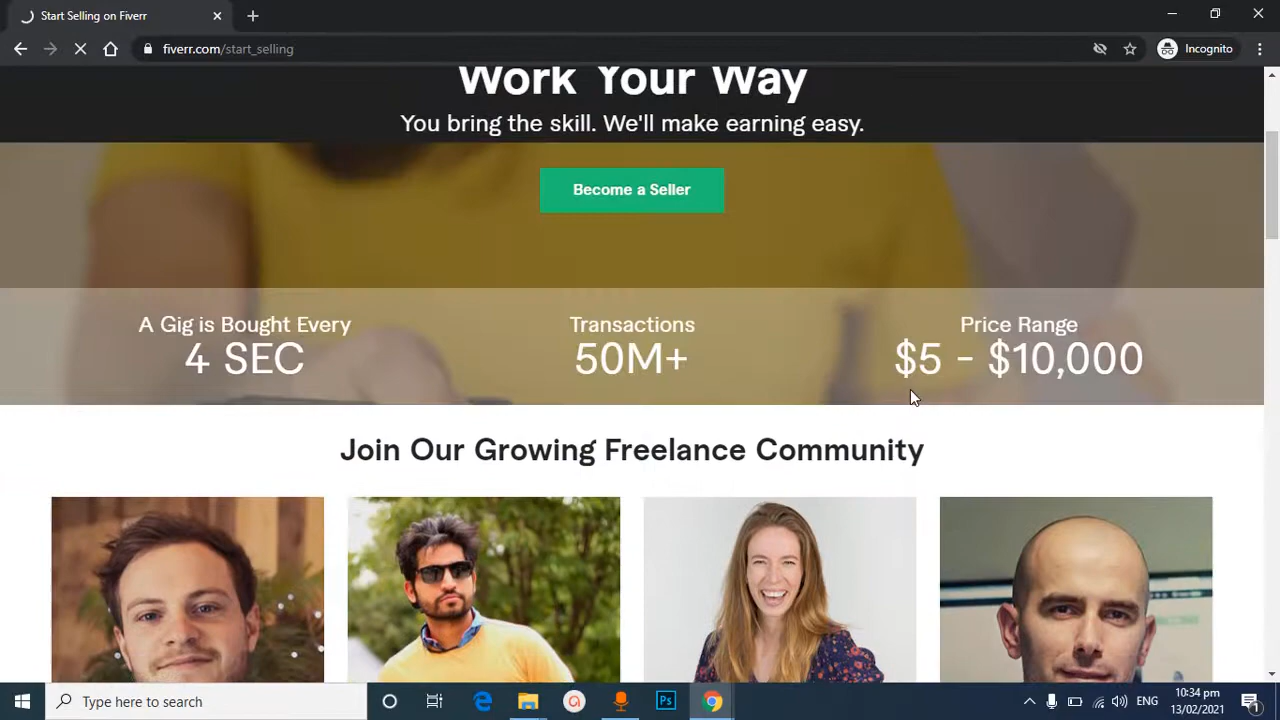 Start Selling on Fiverr
fiverr.com/start_selling
Incognito
Work Your Way
You bring the skill. We'll make earning easy.
Become a Seller
A Gig is Bought Every
4 SEC
Transactions
50M+
Price Range
$5 - $10,000
Join Our Growing Freelance Community
Type here to search
Ps
ENG
10:34 pm
13/02/2021
1